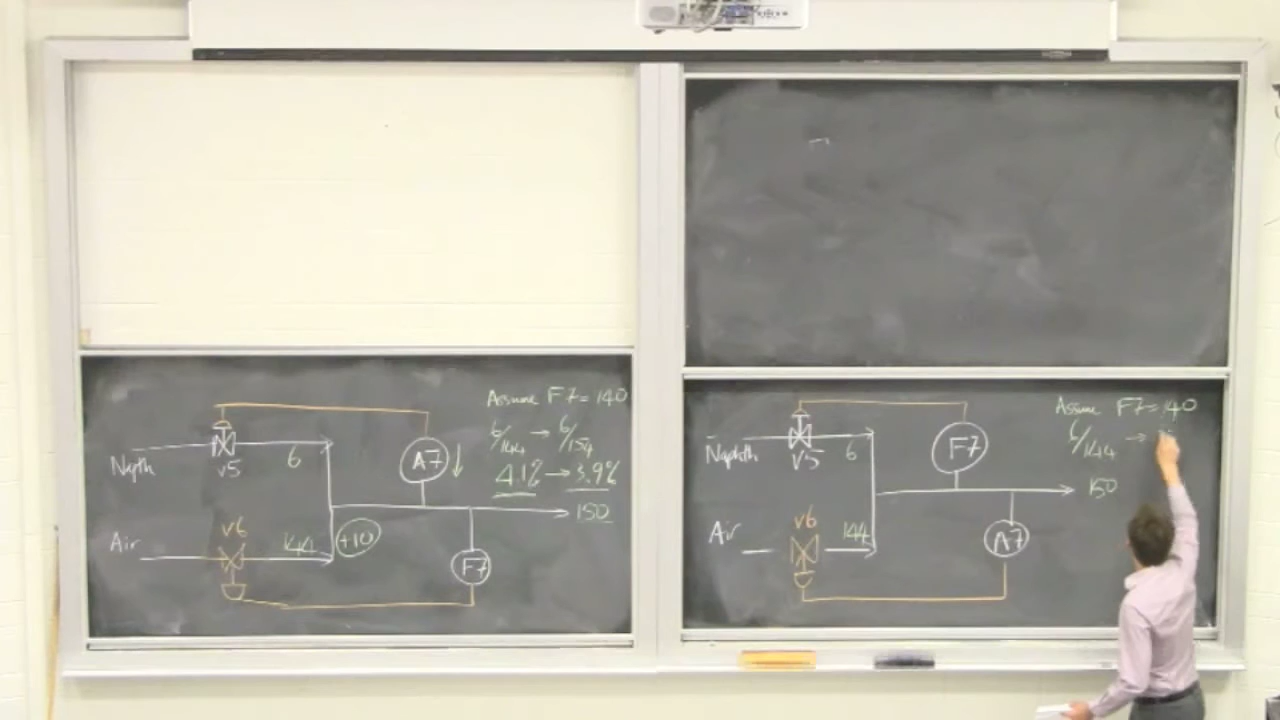 Assume F7 = 140
6/144 → 6/154
4.1% → 3.9%
A7 ↓
Napth
v5
6
150
v6
Air
144
+10
F7
Assume F7 = 140
6/144 →
F7
Naphth
v5
6
150
v6
Air
144
A7